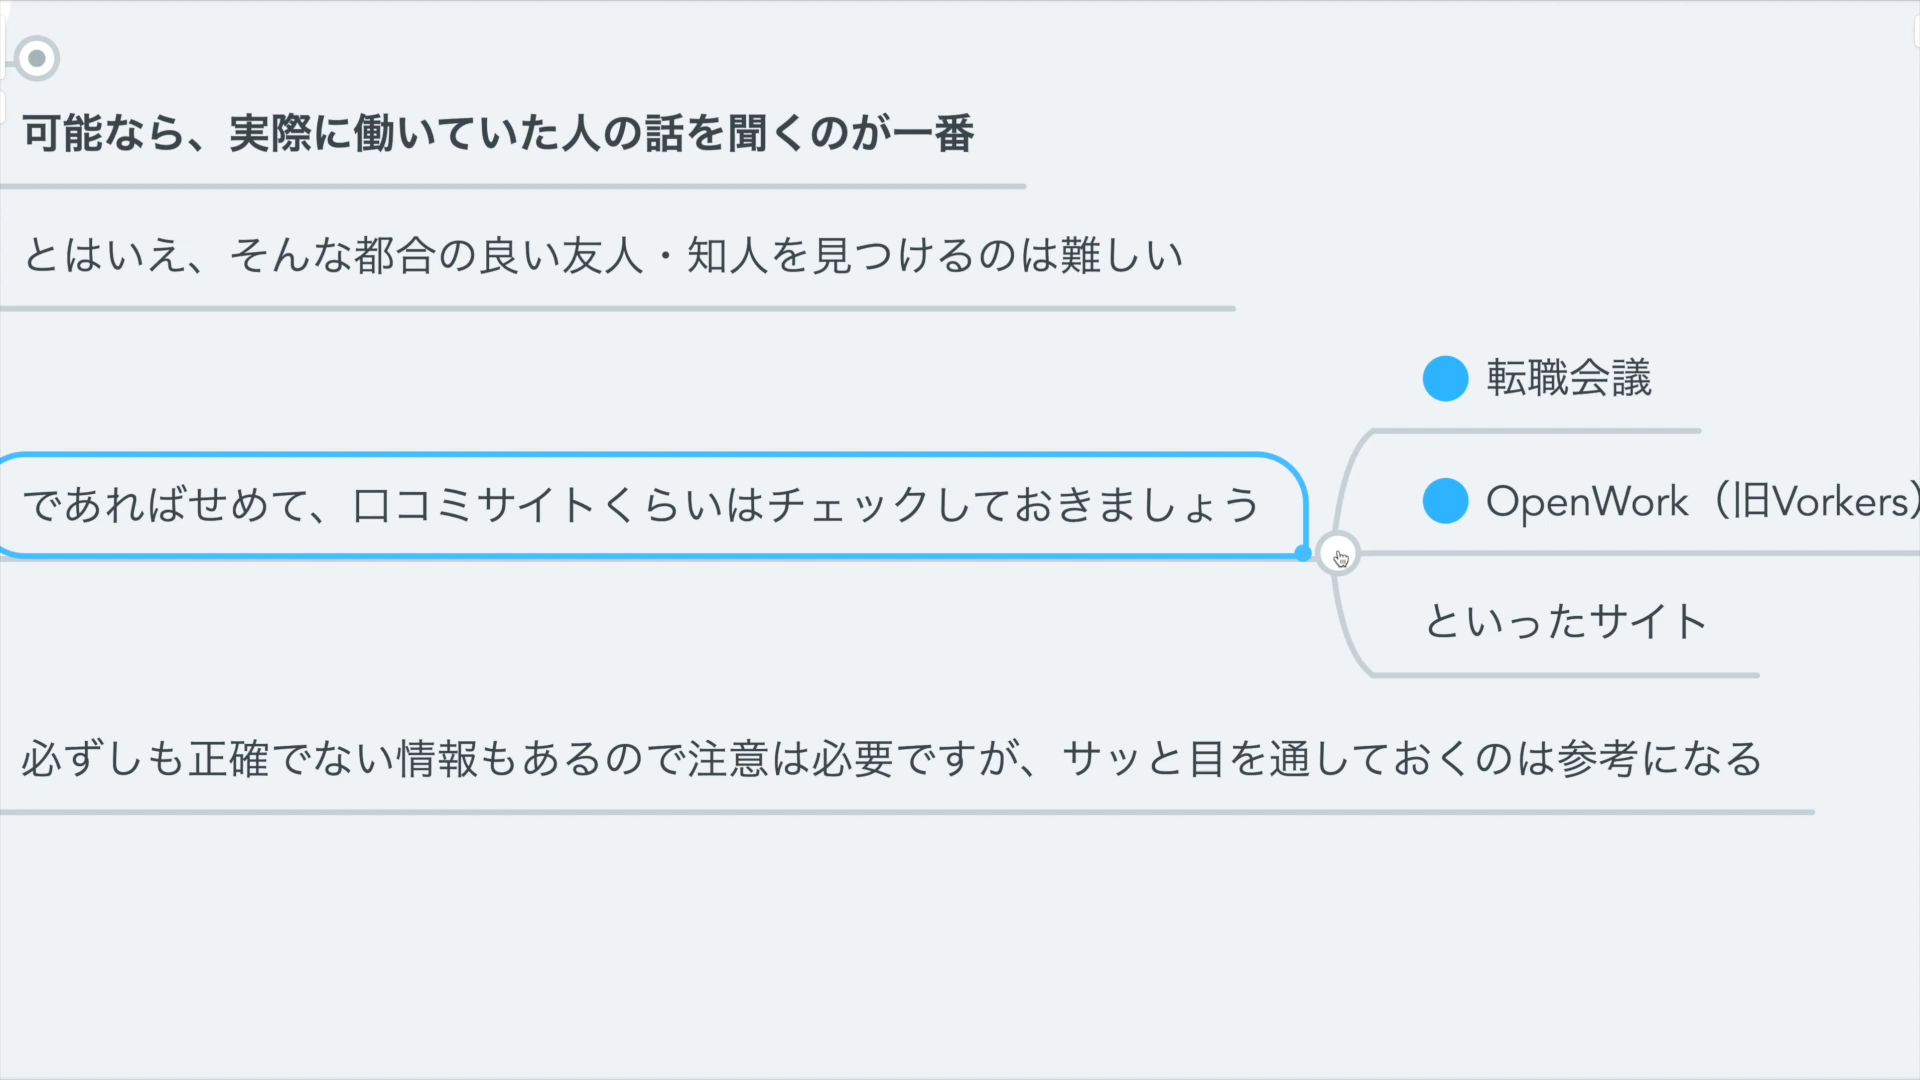 可能なら、実際に働いていた人の話を聞くのが一番
とはいえ、そんな都合の良い友人・知人を見つけるのは難しい
であればせめて、口コミサイトくらいはチェックしておきましょう
転職会議
OpenWork（旧Vorkers）
といったサイト
必ずしも正確でない情報もあるので注意は必要ですが、サッと目を通しておくのは参考になる